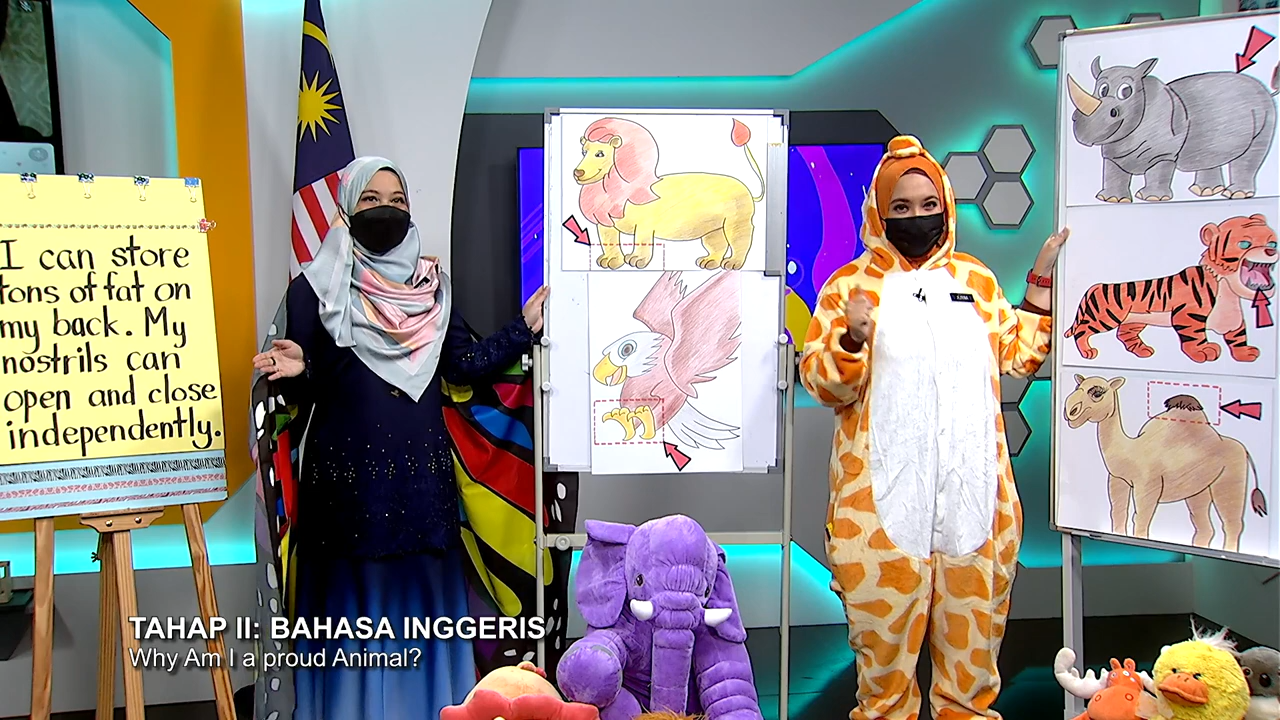 I can store
tons of fat on
my back. My
nostrils can
open and close
independently.
TAHAP II: BAHASA INGGERIS
Why Am I a proud Animal?